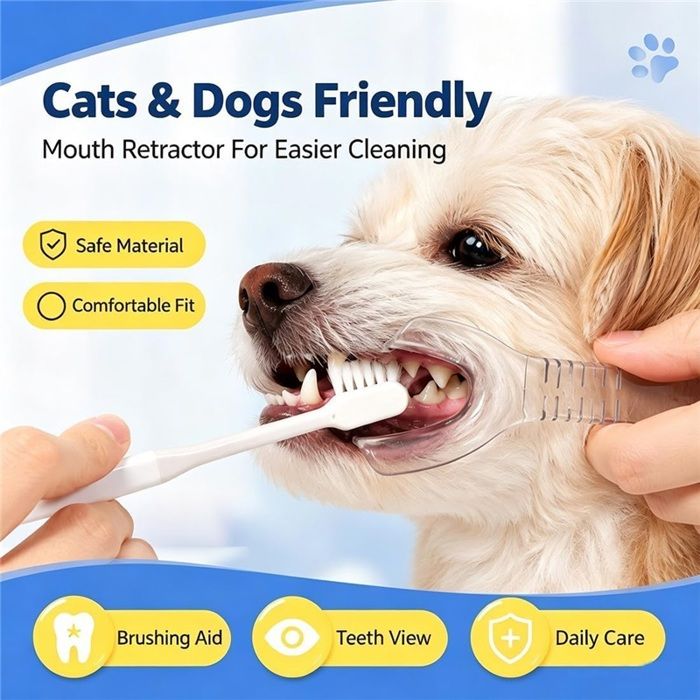 Cats & Dogs Friendly
Mouth Retractor For Easier Cleaning
Safe Material
Comfortable Fit
Brushing Aid
Teeth View
Daily Care